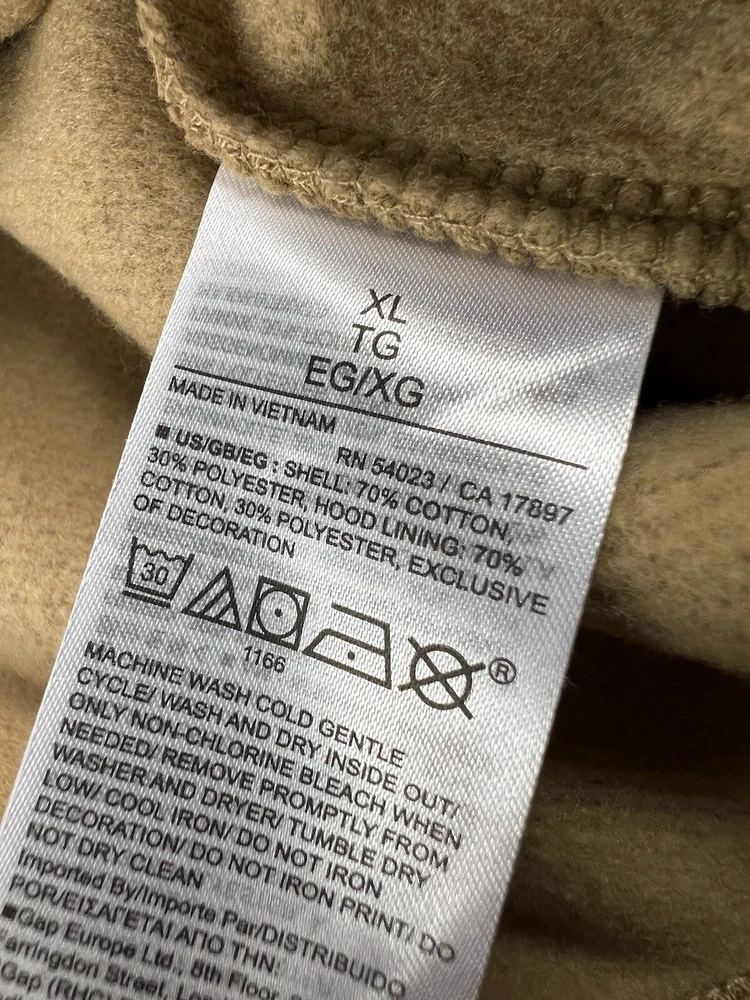 XL
TG
EG/XG
MADE IN VIETNAM
RN 54023 / CA 17897
■ US/GB/EG : SHELL: 70% COTTON,
30% POLYESTER, HOOD LINING: 70%
COTTON, 30% POLYESTER, EXCLUSIVE
OF DECORATION
30
®
1166
MACHINE WASH COLD GENTLE
CYCLE/ WASH AND DRY INSIDE OUT/
ONLY NON-CHLORINE BLEACH WHEN
NEEDED/ REMOVE PROMPTLY FROM
WASHER AND DRYER/ TUMBLE DRY
LOW/ COOL IRON/ DO NOT IRON
DECORATION/ DO NOT IRON PRINT/ DO
NOT DRY CLEAN
Imported By/Importe Par/DISTRIBUIDO
POR/ΕΙΣΑΓΕΤΑΙ ΑΠΟ ΤΗΝ:
■Gap Europe Ltd., 8th Floor,
arringdon Street,
Gap